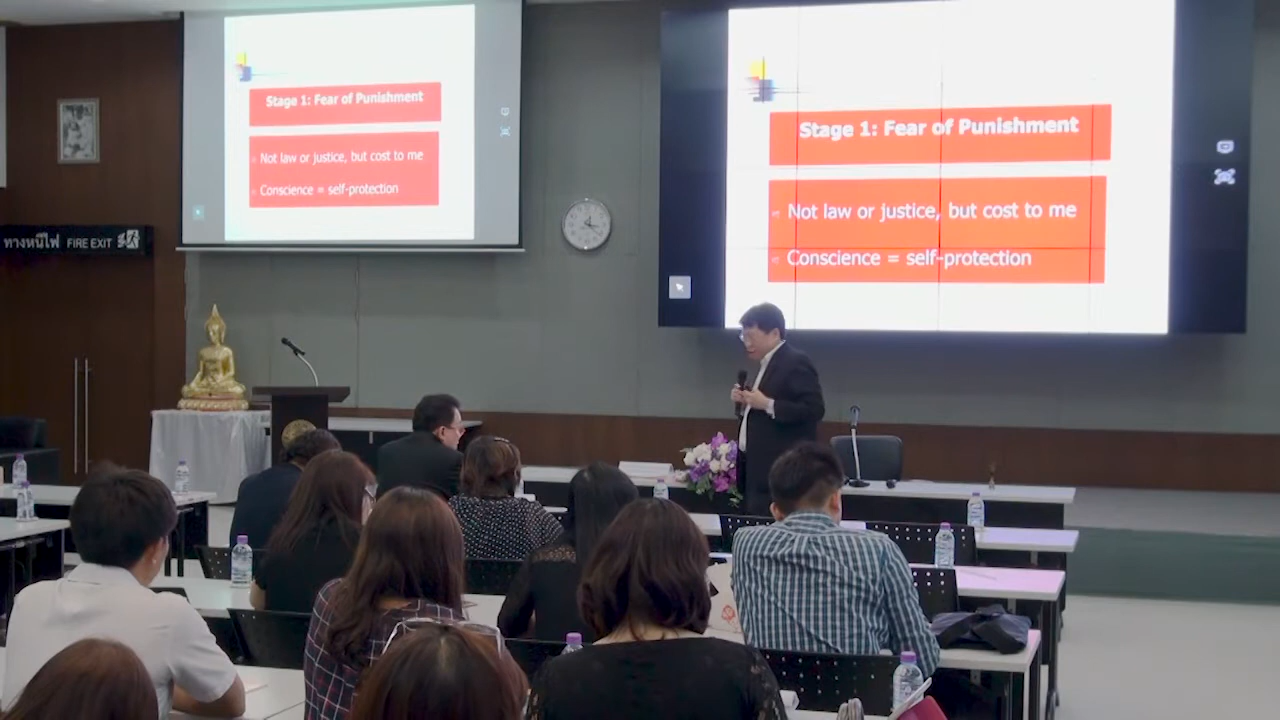 Stage 1: Fear of Punishment
Not law or justice, but cost to me
Conscience = self-protection
Stage 1: Fear of Punishment
Not law or justice, but cost to me
Conscience = self-protection
ทางหนีไฟ FIRE EXIT